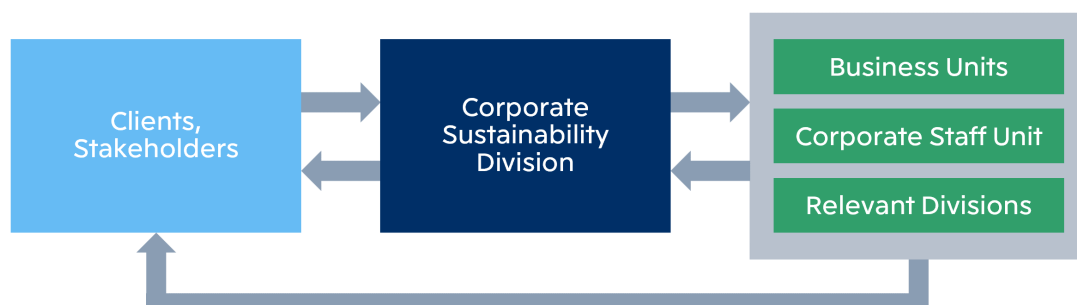 Clients,
Stakeholders
Corporate
Sustainability
Division
Business Units
Corporate Staff Unit
Relevant Divisions